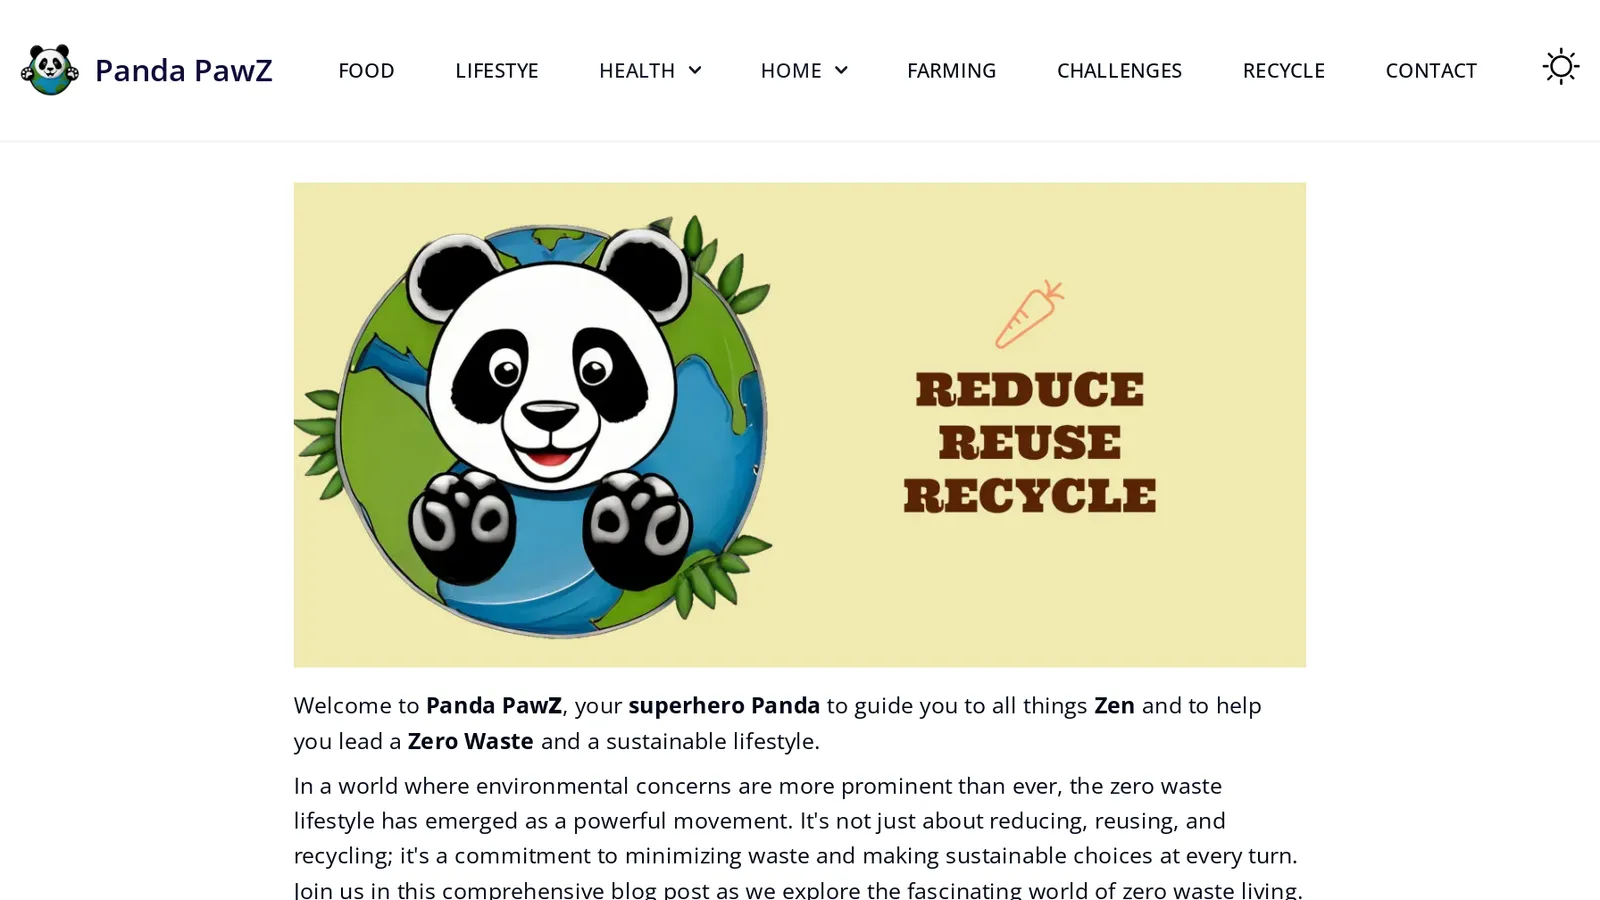 Panda PawZ
FOOD
LIFESTYE
HEALTH
HOME
FARMING
CHALLENGES
RECYCLE
CONTACT
REDUCE
REUSE
RECYCLE
Welcome to Panda PawZ, your superhero Panda to guide you to all things Zen and to help
you lead a Zero Waste and a sustainable lifestyle.
In a world where environmental concerns are more prominent than ever, the zero waste
lifestyle has emerged as a powerful movement. It's not just about reducing, reusing, and
recycling; it's a commitment to minimizing waste and making sustainable choices at every turn.
Join us in this comprehensive blog post as we explore the fascinating world of zero waste living.